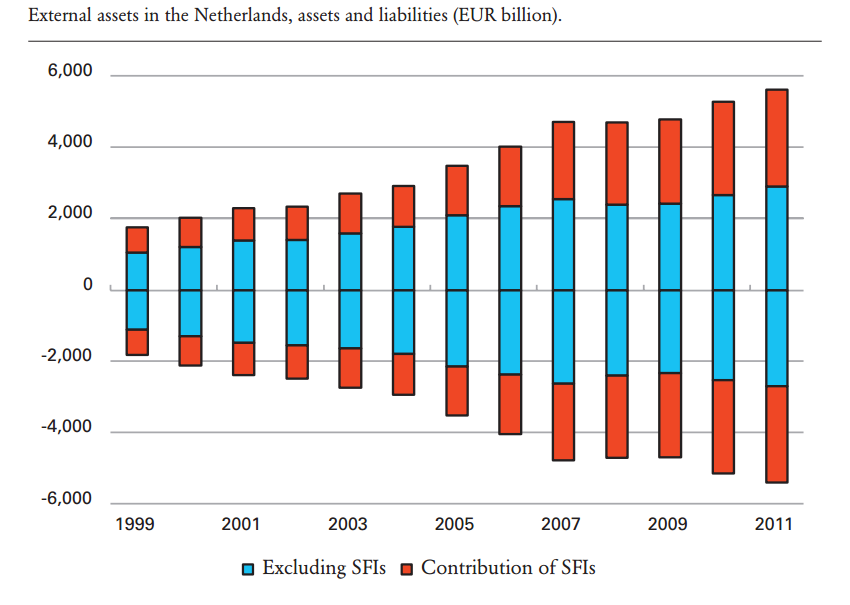 External assets in the Netherlands, assets and liabilities (EUR billion).
6,000
4,000
2,000
0
-2,000
-4,000
-6,000
1999 2001 2003 2005 2007 2009 2011
Excluding SFIs Contribution of SFIs